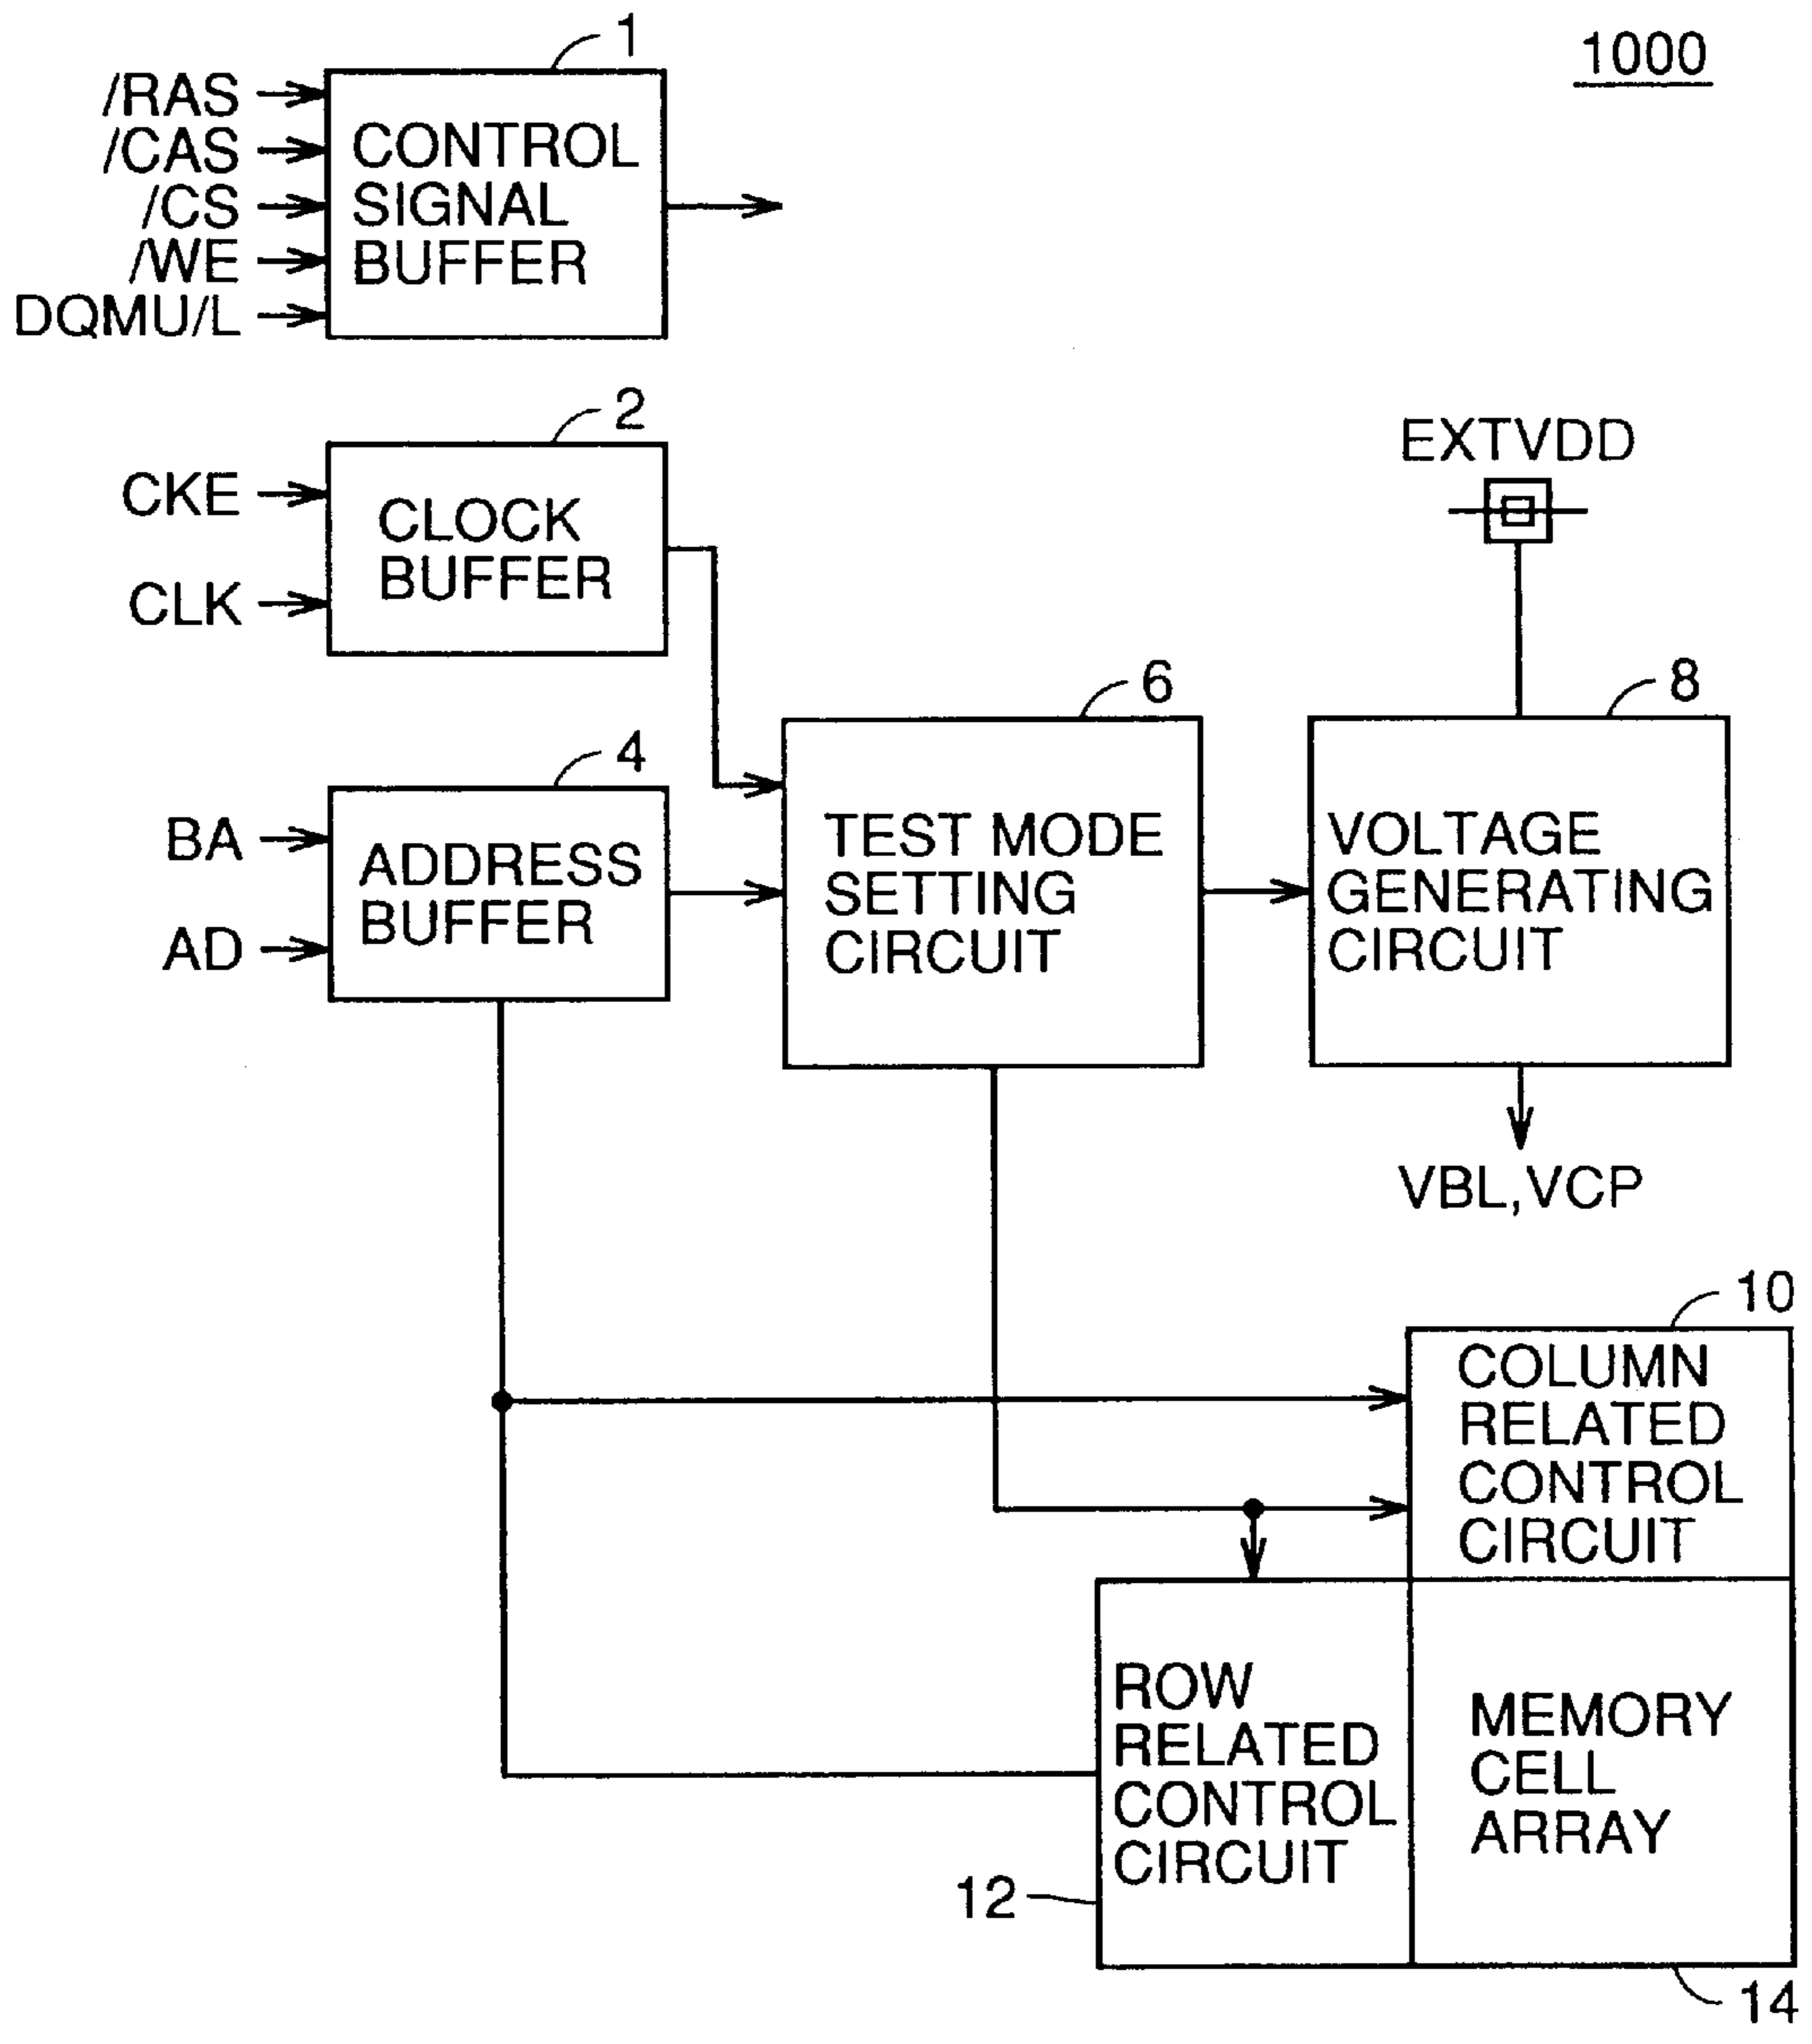 1
1000
/RAS
/CAS
/CS
/WE
DQMU/L
CONTROL
SIGNAL
BUFFER
2
CKE
CLK
CLOCK
BUFFER
EXTVDD
4
BA
AD
ADDRESS
BUFFER
6
TEST MODE
SETTING
CIRCUIT
8
VOLTAGE
GENERATING
CIRCUIT
VBL,VCP
10
COLUMN
RELATED
CONTROL
CIRCUIT
ROW
RELATED
CONTROL
CIRCUIT
12
MEMORY
CELL
ARRAY
14